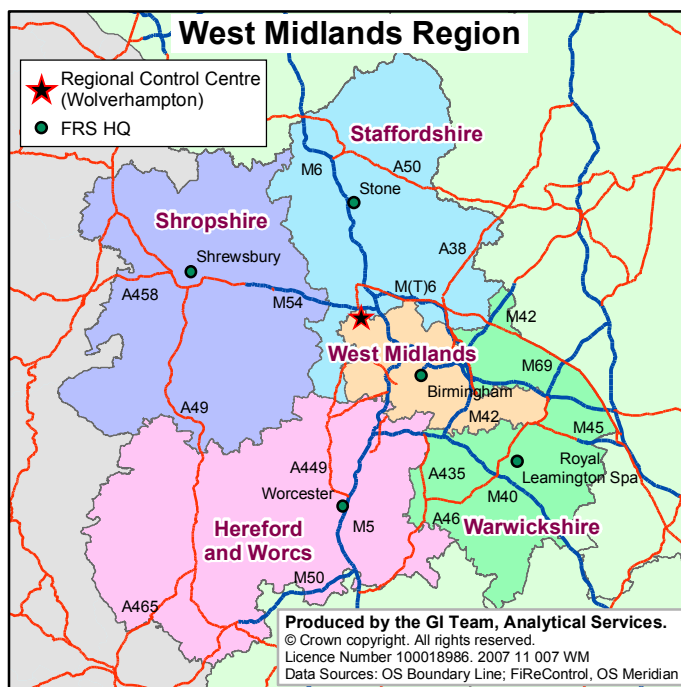 West Midlands Region
Regional Control Centre
(Wolverhampton)
FRS HQ
Staffordshire
M6
A50
Stone
Shropshire
A38
Shrewsbury
M(T)6
A458
M54
M42
West Midlands
M69
Birmingham
A49
M42
M45
A449
A435
Royal
Leamington Spa
M40
Worcester
A46
Warwickshire
M5
Hereford
and Worcs
M50
A465
Produced by the GI Team, Analytical Services.
© Crown copyright. All rights reserved.
Licence Number 100018986. 2007 11 007 WM
Data Sources: OS Boundary Line; FiReControl, OS Meridian